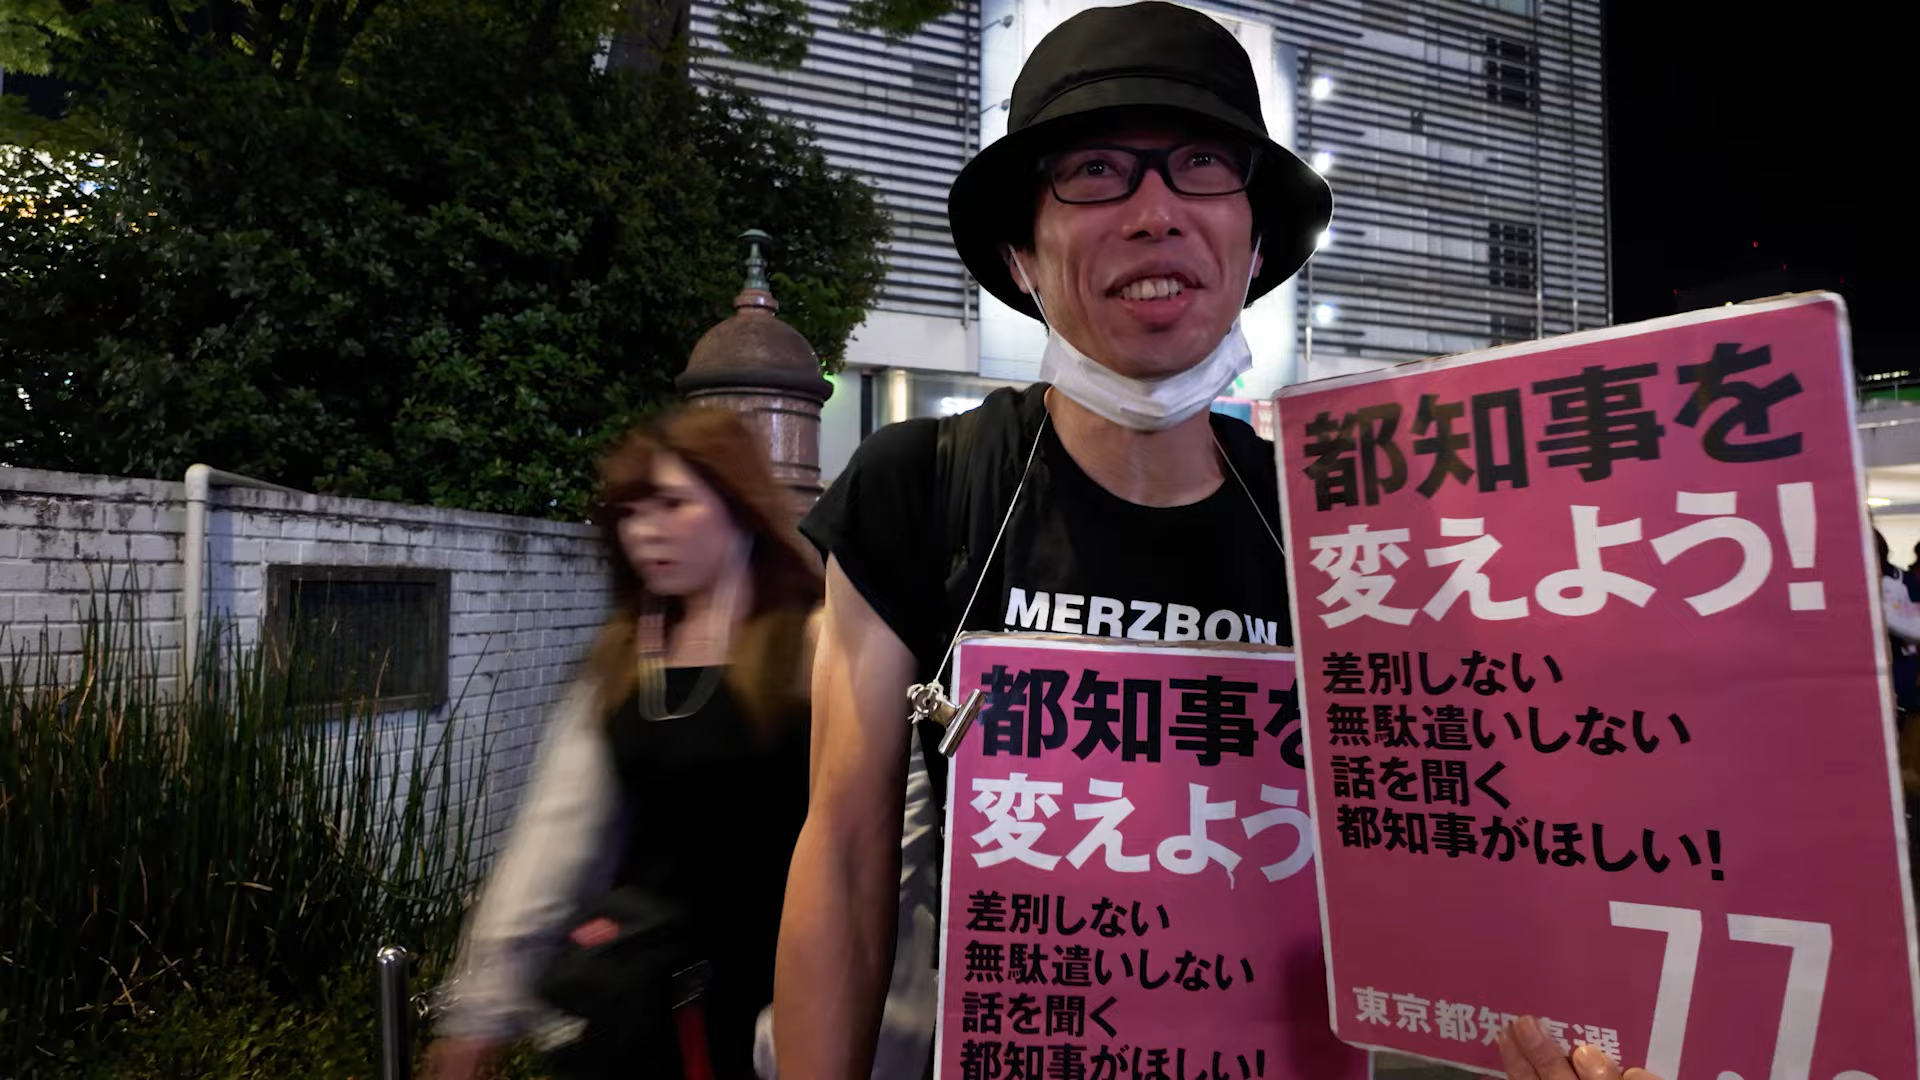 MERZBOW
都知事を
変えよう
差別しない
無駄遣いしない
話を聞く
都知事がほしい!
都知事を
変えよう!
差別しない
無駄遣いしない
話を聞く
都知事がほしい!
7.7.
東京都知事選